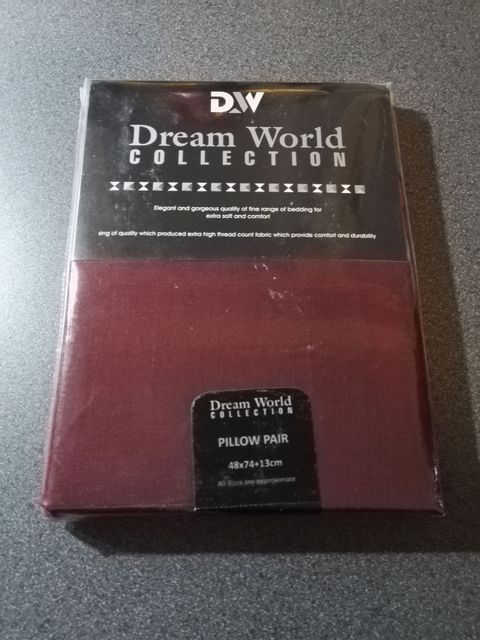 DW
Dream World
COLLECTION
Elegant and gorgeous quality of fine range of bedding for
extra soft and comfort
sing of quality which produced extra high thread count fabric which provide comfort and durability
Dream World
COLLECTION
PILLOW PAIR
48x74+13cm
All Sizes are approximate